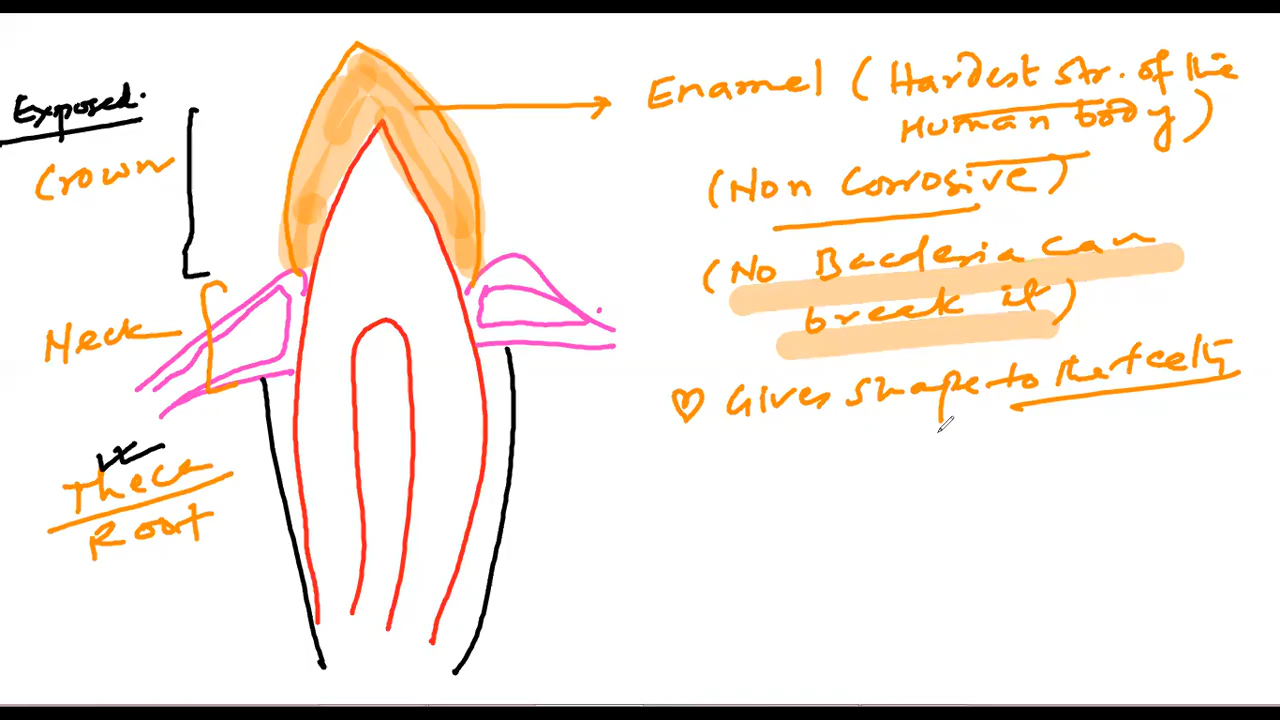 Exposed.
Crown
Neck
Theca
Root
Enamel (Hardest str. of the
Human body)
(Non Corrosive)
(No Bacteria can
break it)
♡ Gives shape to the teeth